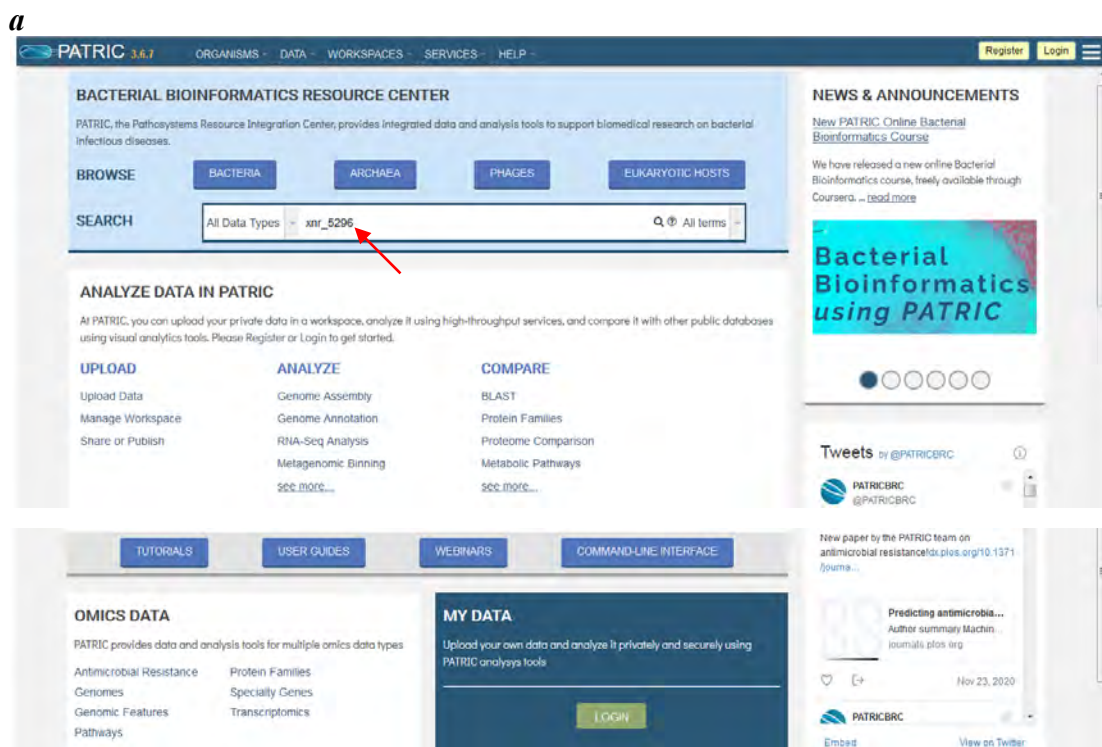 a
PATRIC 3.6.7 ORGANISMS DATA WORKSPACES SERVICES HELP Register Login
BACTERIAL BIOINFORMATICS RESOURCE CENTER
PATRIC, the Pathosystems Resource Integration Center, provides integrated data and analysis tools to support biomedical research on bacterial
infectious diseases.
BROWSE BACTERIA ARCHAEA PHAGES EUKARYOTIC HOSTS
SEARCH All Data Types xnr_5296 All terms
ANALYZE DATA IN PATRIC
At PATRIC, you can upload your private data in a workspace, analyze it using high-throughput services, and compare it with other public databases
using visual analytics tools. Please Register or Login to get started.
UPLOAD ANALYZE COMPARE
Upload Data Genome Assembly BLAST
Manage Workspace Genome Annotation Protein Families
Share or Publish RNA-Seq Analysis Proteome Comparison
Metagenomic Binning Metabolic Pathways
see more... see more...
NEWS & ANNOUNCEMENTS
New PATRIC Online Bacterial
Bioinformatics Course
We have released a new online Bacterial
Bioinformatics course, freely available through
Coursera. ... read more
Bacterial
Bioinformatics
using PATRIC
Tweets by @PATRICBRC
PATRICBRC
@PATRICBRC
TUTORIALS USER GUIDES WEBINARS COMMAND-LINE INTERFACE
OMICS DATA
PATRIC provides data and analysis tools for multiple omics data types
Antimicrobial Resistance Protein Families
Genomes Specialty Genes
Genomic Features Transcriptomics
Pathways
MY DATA
Upload your own data and analyze it privately and securely using
PATRIC analysys tools
LOGIN
New paper by the PATRIC team on
antimicrobial resistancedx.plos.org/10.1371
/journa...
Predicting antimicrobia...
Author summary Machin
journals.plos.org
Nov 23, 2020
PATRICBRC
Embed View on Twitter